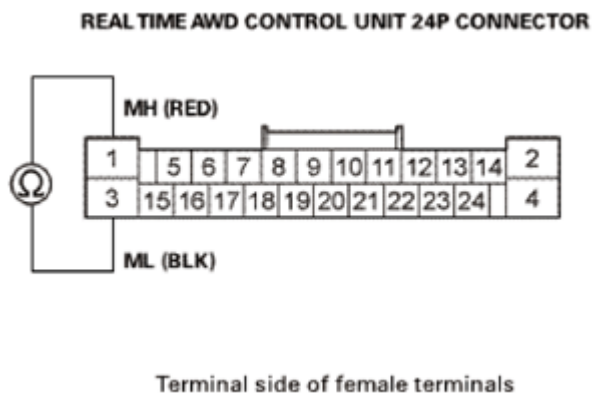 REAL TIME AWD CONTROL UNIT 24P CONNECTOR
MH (RED)
1 5 6 7 8 9 10 11 12 13 14 2
Ω
3 15 16 17 18 19 20 21 22 23 24 4
ML (BLK)
Terminal side of female terminals